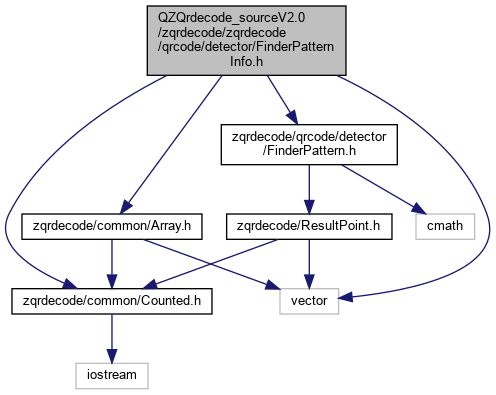 QZQrdecode_sourceV2.0
/zqrdecode/zqrdecode
/qrcode/detector/FinderPattern
Info.h
zqrdecode/qrcode/detector
/FinderPattern.h
zqrdecode/common/Array.h
zqrdecode/ResultPoint.h
cmath
zqrdecode/common/Counted.h
vector
iostream